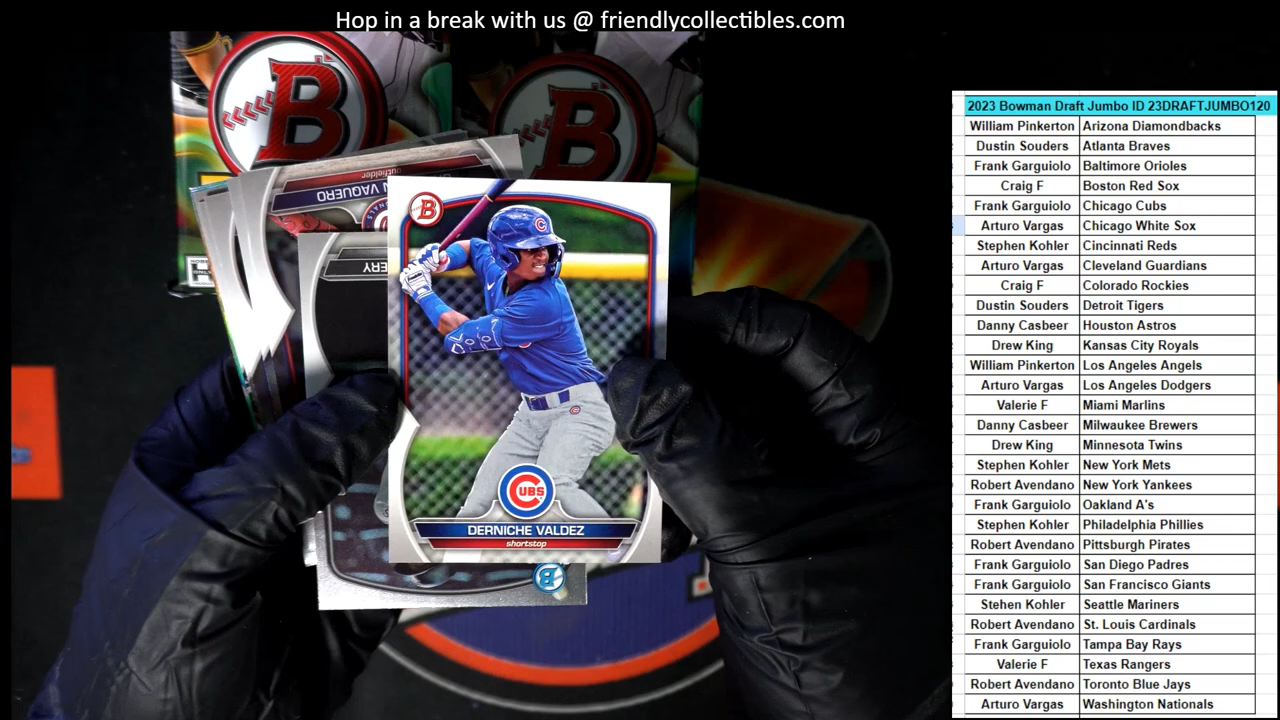 Hop in a break with us @ friendlycollectibles.com
B
B
outfielder
N VAQUERO
ERY
B
C
UBS
DERNICHE VALDEZ
shortstop
B
2023 Bowman Draft Jumbo ID 23DRAFTJUMBO120
William Pinkerton Arizona Diamondbacks
Dustin Souders Atlanta Braves
Frank Garguiolo Baltimore Orioles
Craig F Boston Red Sox
Frank Garguiolo Chicago Cubs
Arturo Vargas Chicago White Sox
Stephen Kohler Cincinnati Reds
Arturo Vargas Cleveland Guardians
Craig F Colorado Rockies
Dustin Souders Detroit Tigers
Danny Casbeer Houston Astros
Drew King Kansas City Royals
William Pinkerton Los Angeles Angels
Arturo Vargas Los Angeles Dodgers
Valerie F Miami Marlins
Danny Casbeer Milwaukee Brewers
Drew King Minnesota Twins
Stephen Kohler New York Mets
Robert Avendano New York Yankees
Frank Garguiolo Oakland A's
Stephen Kohler Philadelphia Phillies
Robert Avendano Pittsburgh Pirates
Frank Garguiolo San Diego Padres
Frank Garguiolo San Francisco Giants
Stehen Kohler Seattle Mariners
Robert Avendano St. Louis Cardinals
Frank Garguiolo Tampa Bay Rays
Valerie F Texas Rangers
Robert Avendano Toronto Blue Jays
Arturo Vargas Washington Nationals